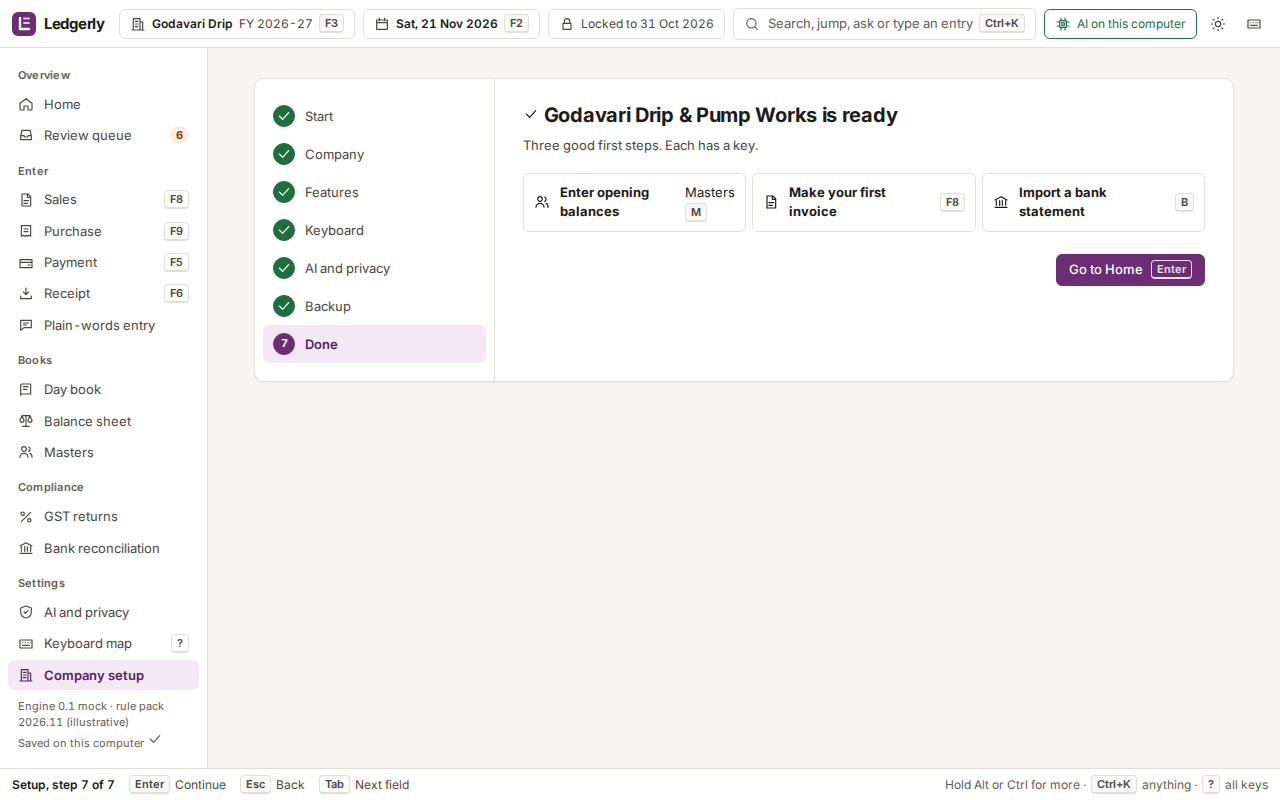 Ledgerly
Godavari Drip FY 2026-27 F3
Sat, 21 Nov 2026 F2
Locked to 31 Oct 2026
Search, jump, ask or type an entry Ctrl+K
AI on this computer
Overview
Home
Review queue 6
Enter
Sales F8
Purchase F9
Payment F5
Receipt F6
Plain-words entry
Books
Day book
Balance sheet
Masters
Compliance
GST returns
Bank reconciliation
Settings
AI and privacy
Keyboard map ?
Company setup
Engine 0.1 mock · rule pack
2026.11 (illustrative)
Saved on this computer
Start
Company
Features
Keyboard
AI and privacy
Backup
7 Done
Godavari Drip & Pump Works is ready
Three good first steps. Each has a key.
Enter opening
balances
Masters
M
Make your first
invoice
F8
Import a bank
statement
B
Go to Home Enter
Setup, step 7 of 7 Enter Continue Esc Back Tab Next field
Hold Alt or Ctrl for more · Ctrl+K anything · ? all keys